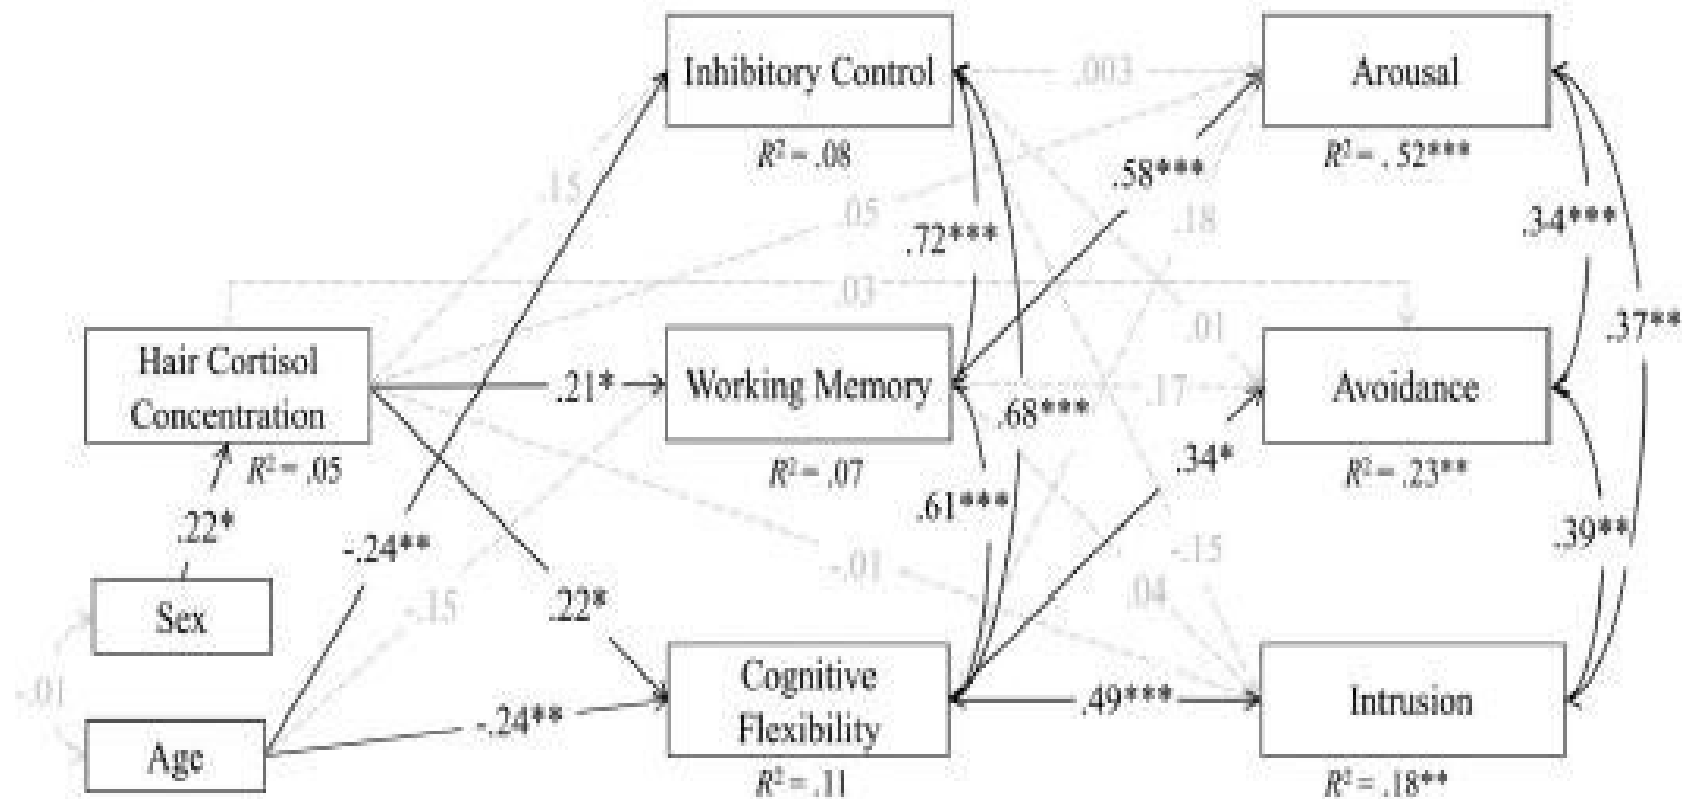 Inhibitory Control
.003
Arousal
R² = .08
R² = . 52***
.15
.58***
.05
.18
.34***
.72***
.03
.01
.37**
Hair Cortisol
Concentration
.21*
Working Memory
.17
Avoidance
.68***
R² = .05
R² = .07
.34*
R² = .23**
.22*
-.24**
.61***
.39**
-.15
-.01
.04
Sex
-.15
.22*
-.01
Cognitive
Flexibility
.49***
Intrusion
-.24**
Age
R² = .11
R² = .18**